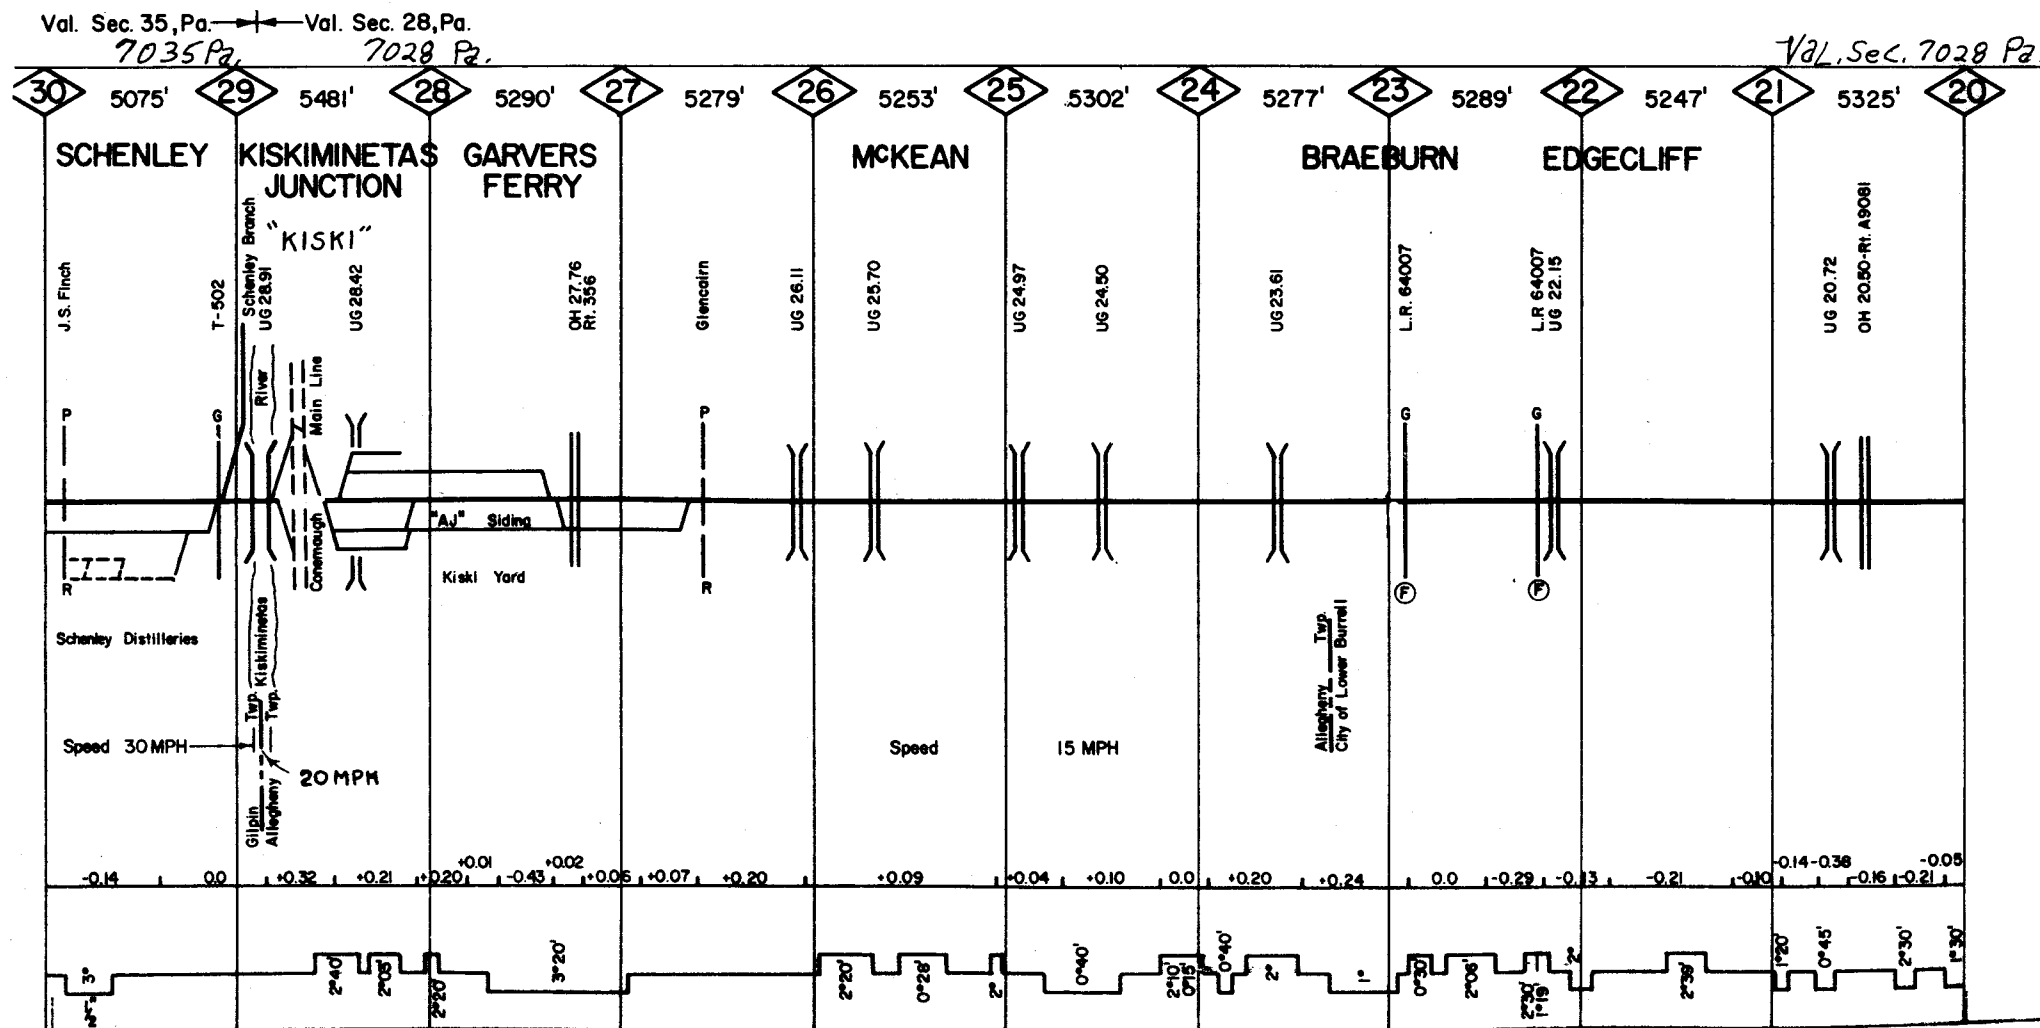 Val. Sec. 35, Pa. Val. Sec. 28, Pa.
7035 Pa. 7028 Pa. Val. Sec. 7028 Pa.
30 5075' 29 5481' 28 5290' 27 5279' 26 5253' 25 5302' 24 5277' 23 5289' 22 5247' 21 5325' 20
SCHENLEY KISKIMINETAS JUNCTION GARVERS FERRY McKEAN BRAEBURN EDGECLIFF
"KISKI"
J.S. Finch
T-502
Schenley Branch
UG 28.91
UG 28.42
OH 27.76
Rt. 356
Glencairn
UG 26.11
UG 25.70
UG 24.97
UG 24.50
UG 23.61
L.R. 64007
L.R 64007
UG 22.15
UG 20.72
OH 20.50-Rt. A9081
River
Main Line
P G P G G
"AJ" Siding
Conemaugh
Kiski Yard
R R F F
Schenley Distilleries
Kiskiminetas
Allegheny Twp.
City of Lower Burrell
Speed 30 MPH
20 MPH
Speed 15 MPH
Gilpin Twp.
Allegheny Twp.
+0.01 +0.02 -0.14 -0.38 -0.05
-0.14 0.0 +0.32 +0.21 +0.20 -0.43 +0.06 +0.07 +0.20 +0.09 +0.04 +0.10 0.0 +0.20 +0.24 0.0 -0.29 -0.13 -0.21 -0.10 -0.16 -0.21
3°
2°40'
2°05'
2°20'
3°20'
2°20'
0°28'
2°
0°40'
2°10'
0°15'
0°40'
2°
1°
0°30'
2°06'
2°30'
1°19'
2°
2°39'
1°20'
0°45'
2°30'
1°30'